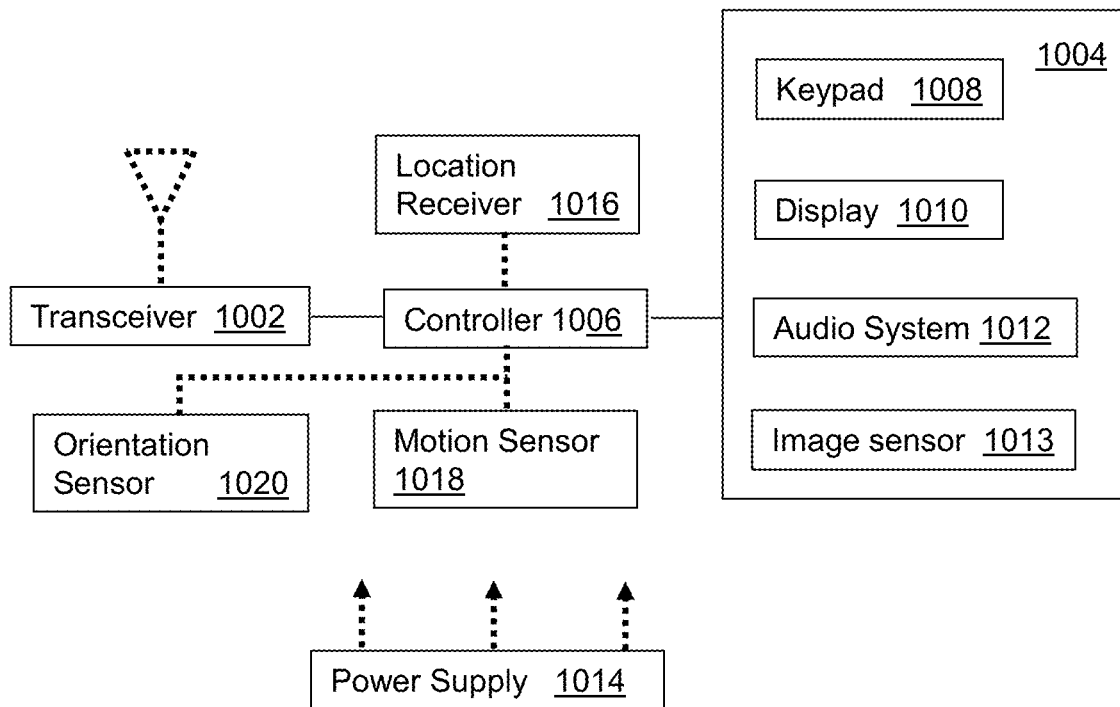 1004
Keypad 1008
Location
Receiver 1016
Display 1010
Transceiver 1002
Controller 1006
Audio System 1012
Orientation
Sensor 1020
Motion Sensor
1018
Image sensor 1013
Power Supply 1014